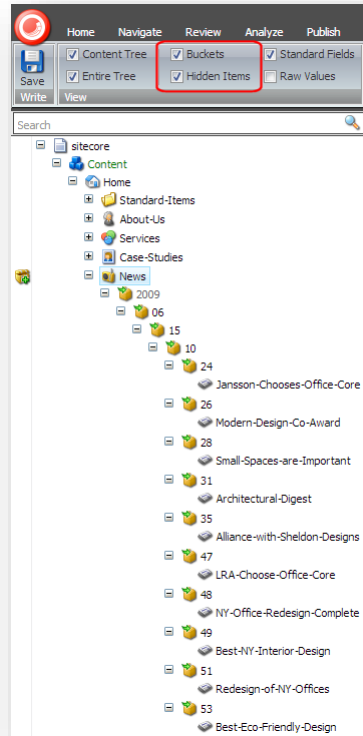 Home Navigate Review Analyze Publish
Content Tree Buckets Standard Fields
Save Entire Tree Hidden Items Raw Values
Write View
Search
sitecore
Content
Home
Standard-Items
About-Us
Services
Case-Studies
News
2009
06
15
10
24
Jansson-Chooses-Office-Core
26
Modern-Design-Co-Award
28
Small-Spaces-are-Important
31
Architectural-Digest
35
Alliance-with-Sheldon-Designs
47
LRA-Choose-Office-Core
48
NY-Office-Redesign-Complete
49
Best-NY-Interior-Design
51
Redesign-of-NY-Offices
53
Best-Eco-Friendly-Design